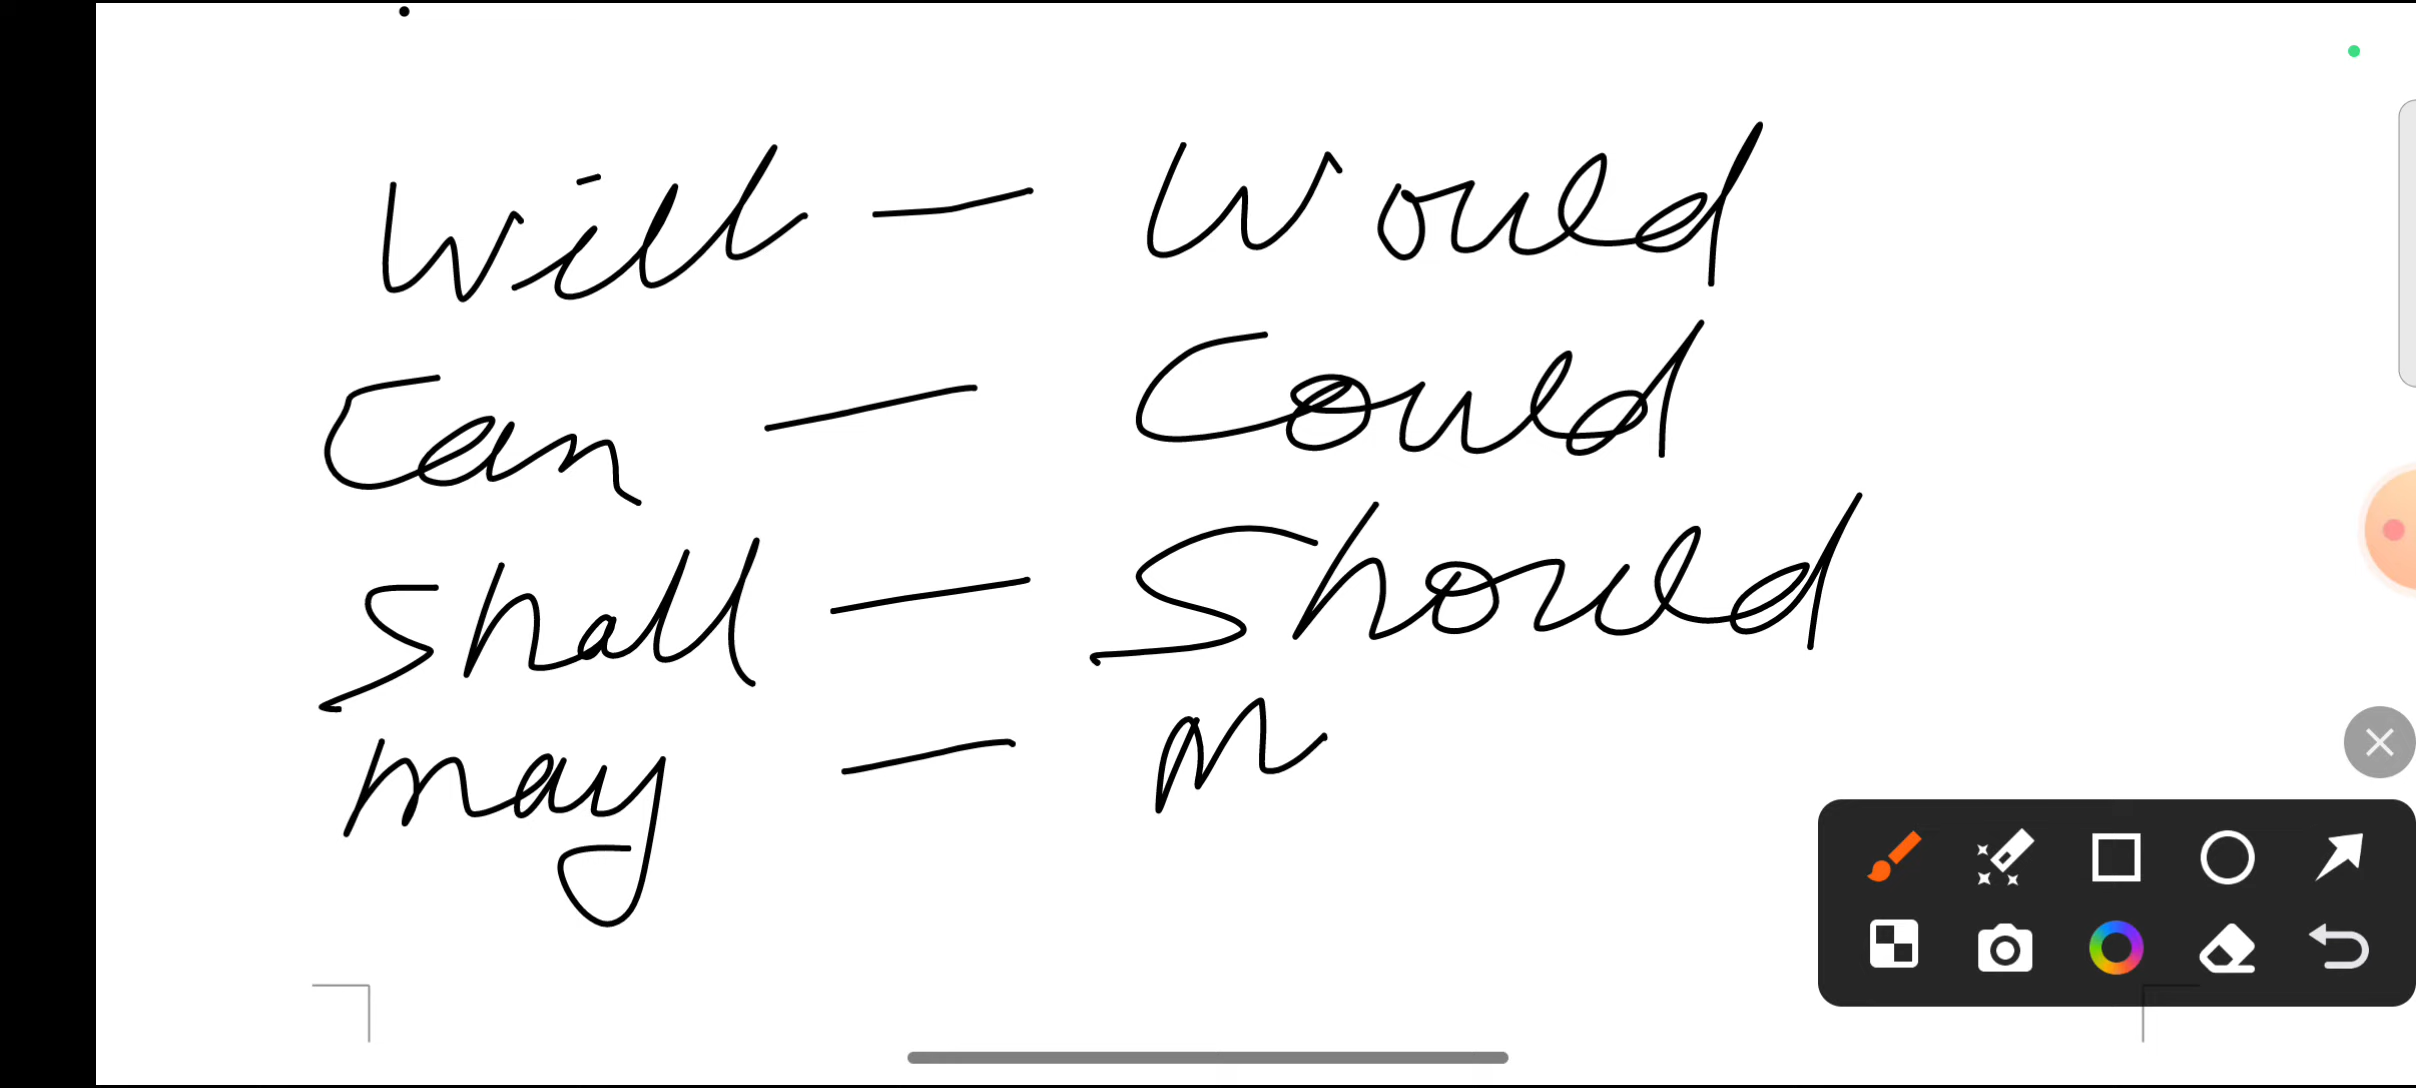 Will — Would
Can — Could
Shall — Should
may — M